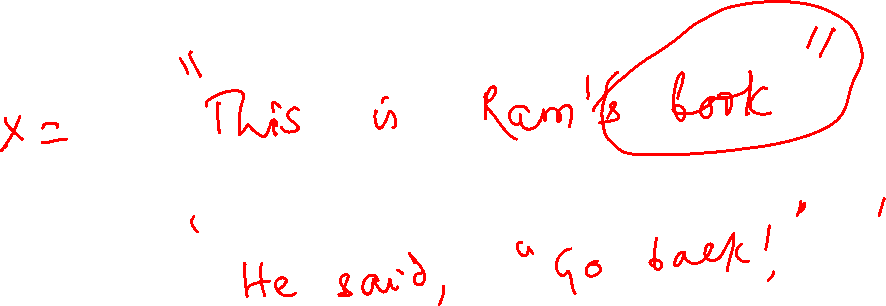 x = "This is Ram's book"
'He said, "Go back!"'